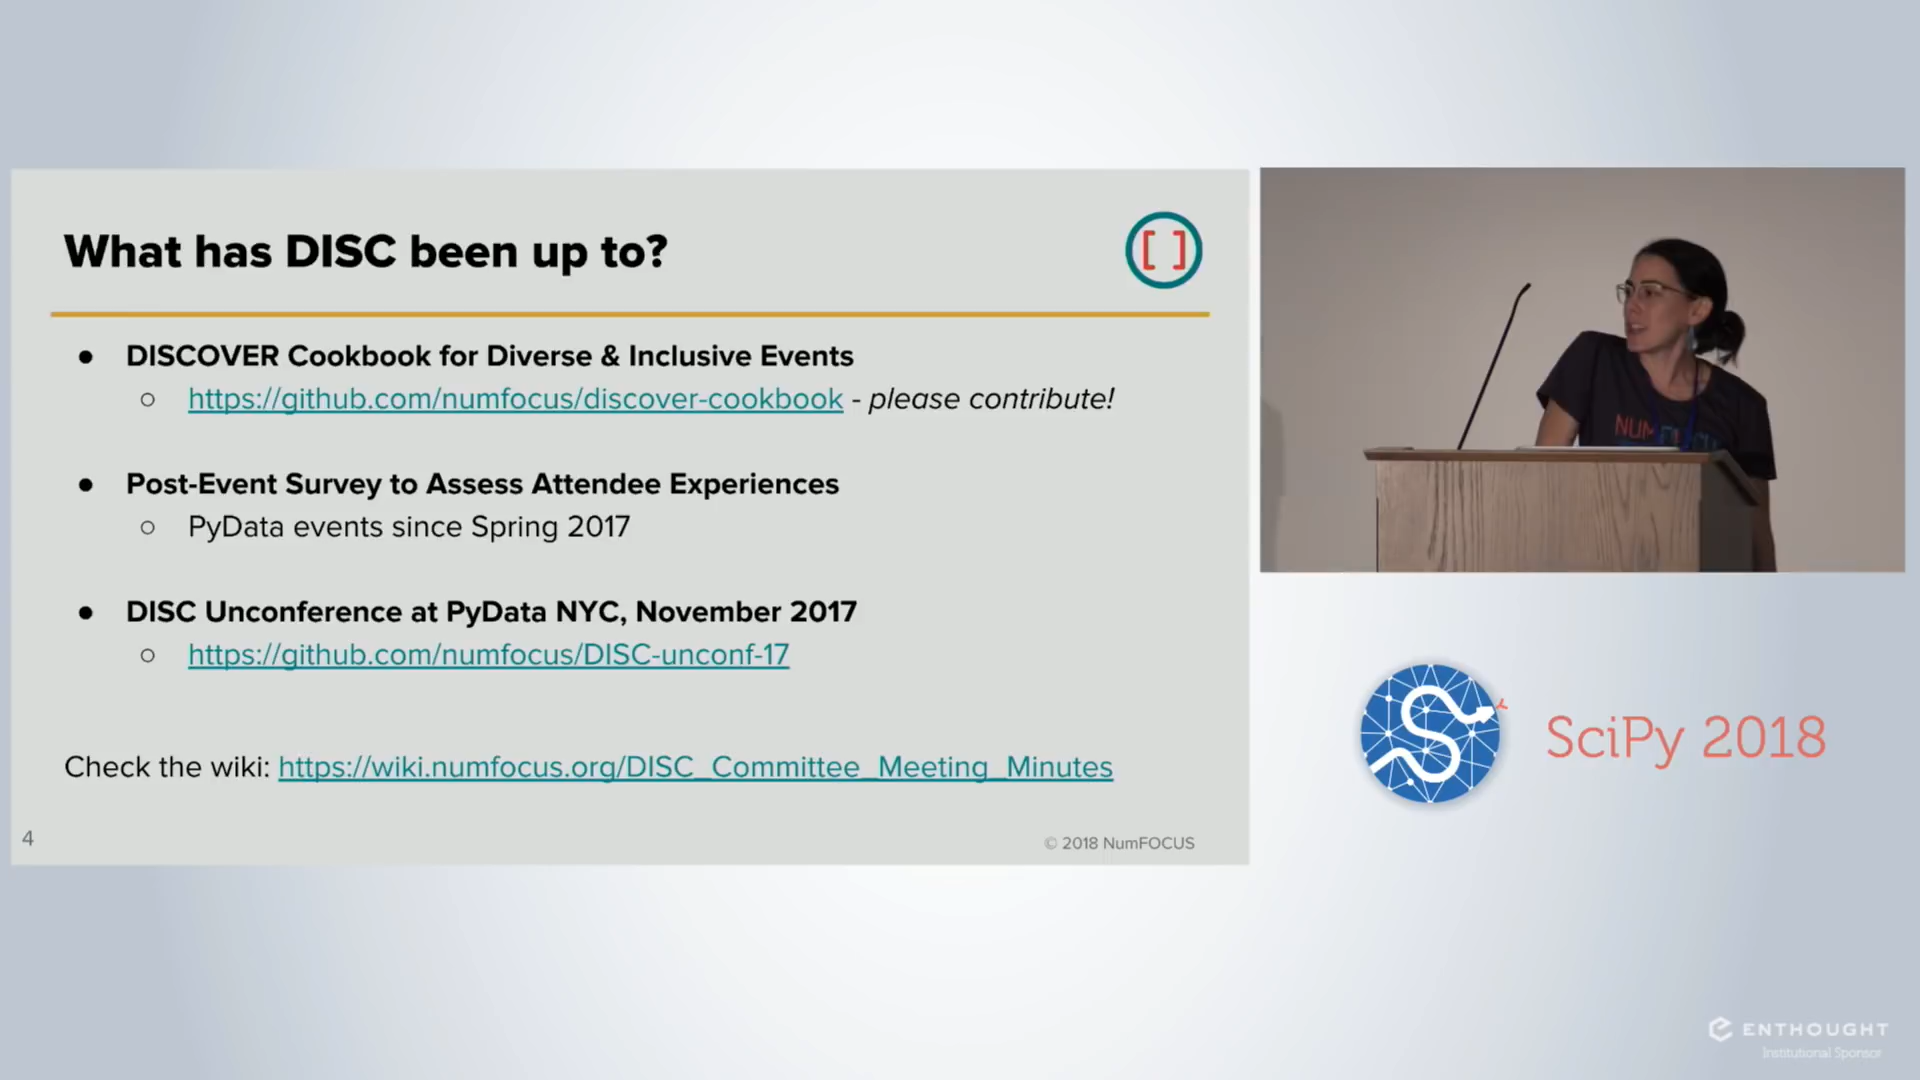 What has DISC been up to?
[ ]
● DISCOVER Cookbook for Diverse & Inclusive Events
○ https://github.com/numfocus/discover-cookbook - please contribute!
● Post-Event Survey to Assess Attendee Experiences
○ PyData events since Spring 2017
● DISC Unconference at PyData NYC, November 2017
○ https://github.com/numfocus/DISC-unconf-17
Check the wiki: https://wiki.numfocus.org/DISC_Committee_Meeting_Minutes
4
© 2018 NumFOCUS
SciPy 2018
ENTHOUGHT
Institutional Sponsor